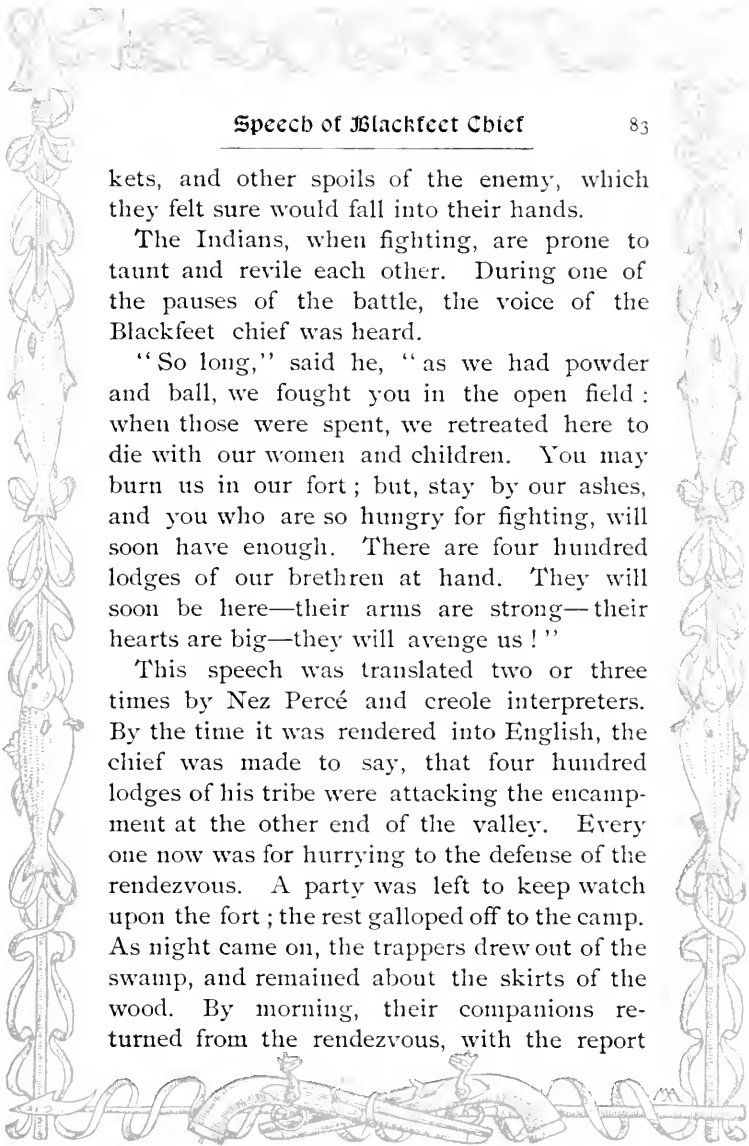 Speech of Blackfeet Chief 83
kets, and other spoils of the enemy, which
they felt sure would fall into their hands.
The Indians, when fighting, are prone to
taunt and revile each other. During one of
the pauses of the battle, the voice of the
Blackfeet chief was heard.
“So long,” said he, “as we had powder
and ball, we fought you in the open field :
when those were spent, we retreated here to
die with our women and children. You may
burn us in our fort ; but, stay by our ashes,
and you who are so hungry for fighting, will
soon have enough. There are four hundred
lodges of our brethren at hand. They will
soon be here—their arms are strong—their
hearts are big—they will avenge us ! ”
This speech was translated two or three
times by Nez Percé and creole interpreters.
By the time it was rendered into English, the
chief was made to say, that four hundred
lodges of his tribe were attacking the encamp-
ment at the other end of the valley. Every
one now was for hurrying to the defense of the
rendezvous. A party was left to keep watch
upon the fort ; the rest galloped off to the camp.
As night came on, the trappers drew out of the
swamp, and remained about the skirts of the
wood. By morning, their companions re-
turned from the rendezvous, with the report